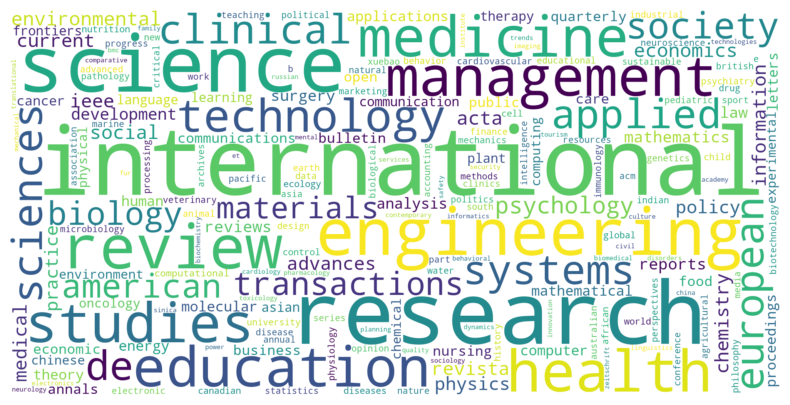 environmental
clinical
medicine
applications
therapy
quarterly
industrial
teaching
political
society
nutrition
family
new
frontiers
current
bmc
progress
trends
imaging
institute
neuroscience
technologies
economics
comparative
critical
work
russian
xuebao
behavior
cardiovascular
educational
sustainable
british
science
management
pathology
advanced
b
natural
marketing
open
psychiatry
drug
cancer
ieee
language
learning
surgery
communication
public
care
pediatric
sport
letters
development
technology
acta
cell
applied
law
information
experimental
social
communications
bulletin
finance
tourism
resources
mathematics
marine
physical
association
processing
mental
mechanics
computing
intelligence
immunology
genetics
child
international
archives
et
services
security
safety
acm
academy
earth
data
plant
methods
clinics
pacific
ecology
asia
biological
accounting
sciences
human
veterinary
materials
analysis
politics
south
indian
policy
biology
animal
psychology
contemporary
informatics
culture
microbiology
reviews
design
engineering
global
civil
biotechnology
practice
review
biochemistry
control
part
behavioral
biomedical
disorders
environment
computational
cardiology
pharmacology
advances
water
reports
food
media
european
american
transactions
systems
mathematical
perspectives
china
oncology
molecular
asian
toxicology
chemistry
proceedings
medical
studies
sinica
university
series
chemical
research
australian
african
world
agricultural
economic
energy
disease
annual
planning
dynamics
innovation
chinese
business
opinion
physiology
nursing
sociology
history
computer
zeitschrift
linguistics
conference
philosophy
theory
de
education
power
quality
revista
health
annals
neurology
electronics
electronic
canadian
statistics
diseases
nature
physics